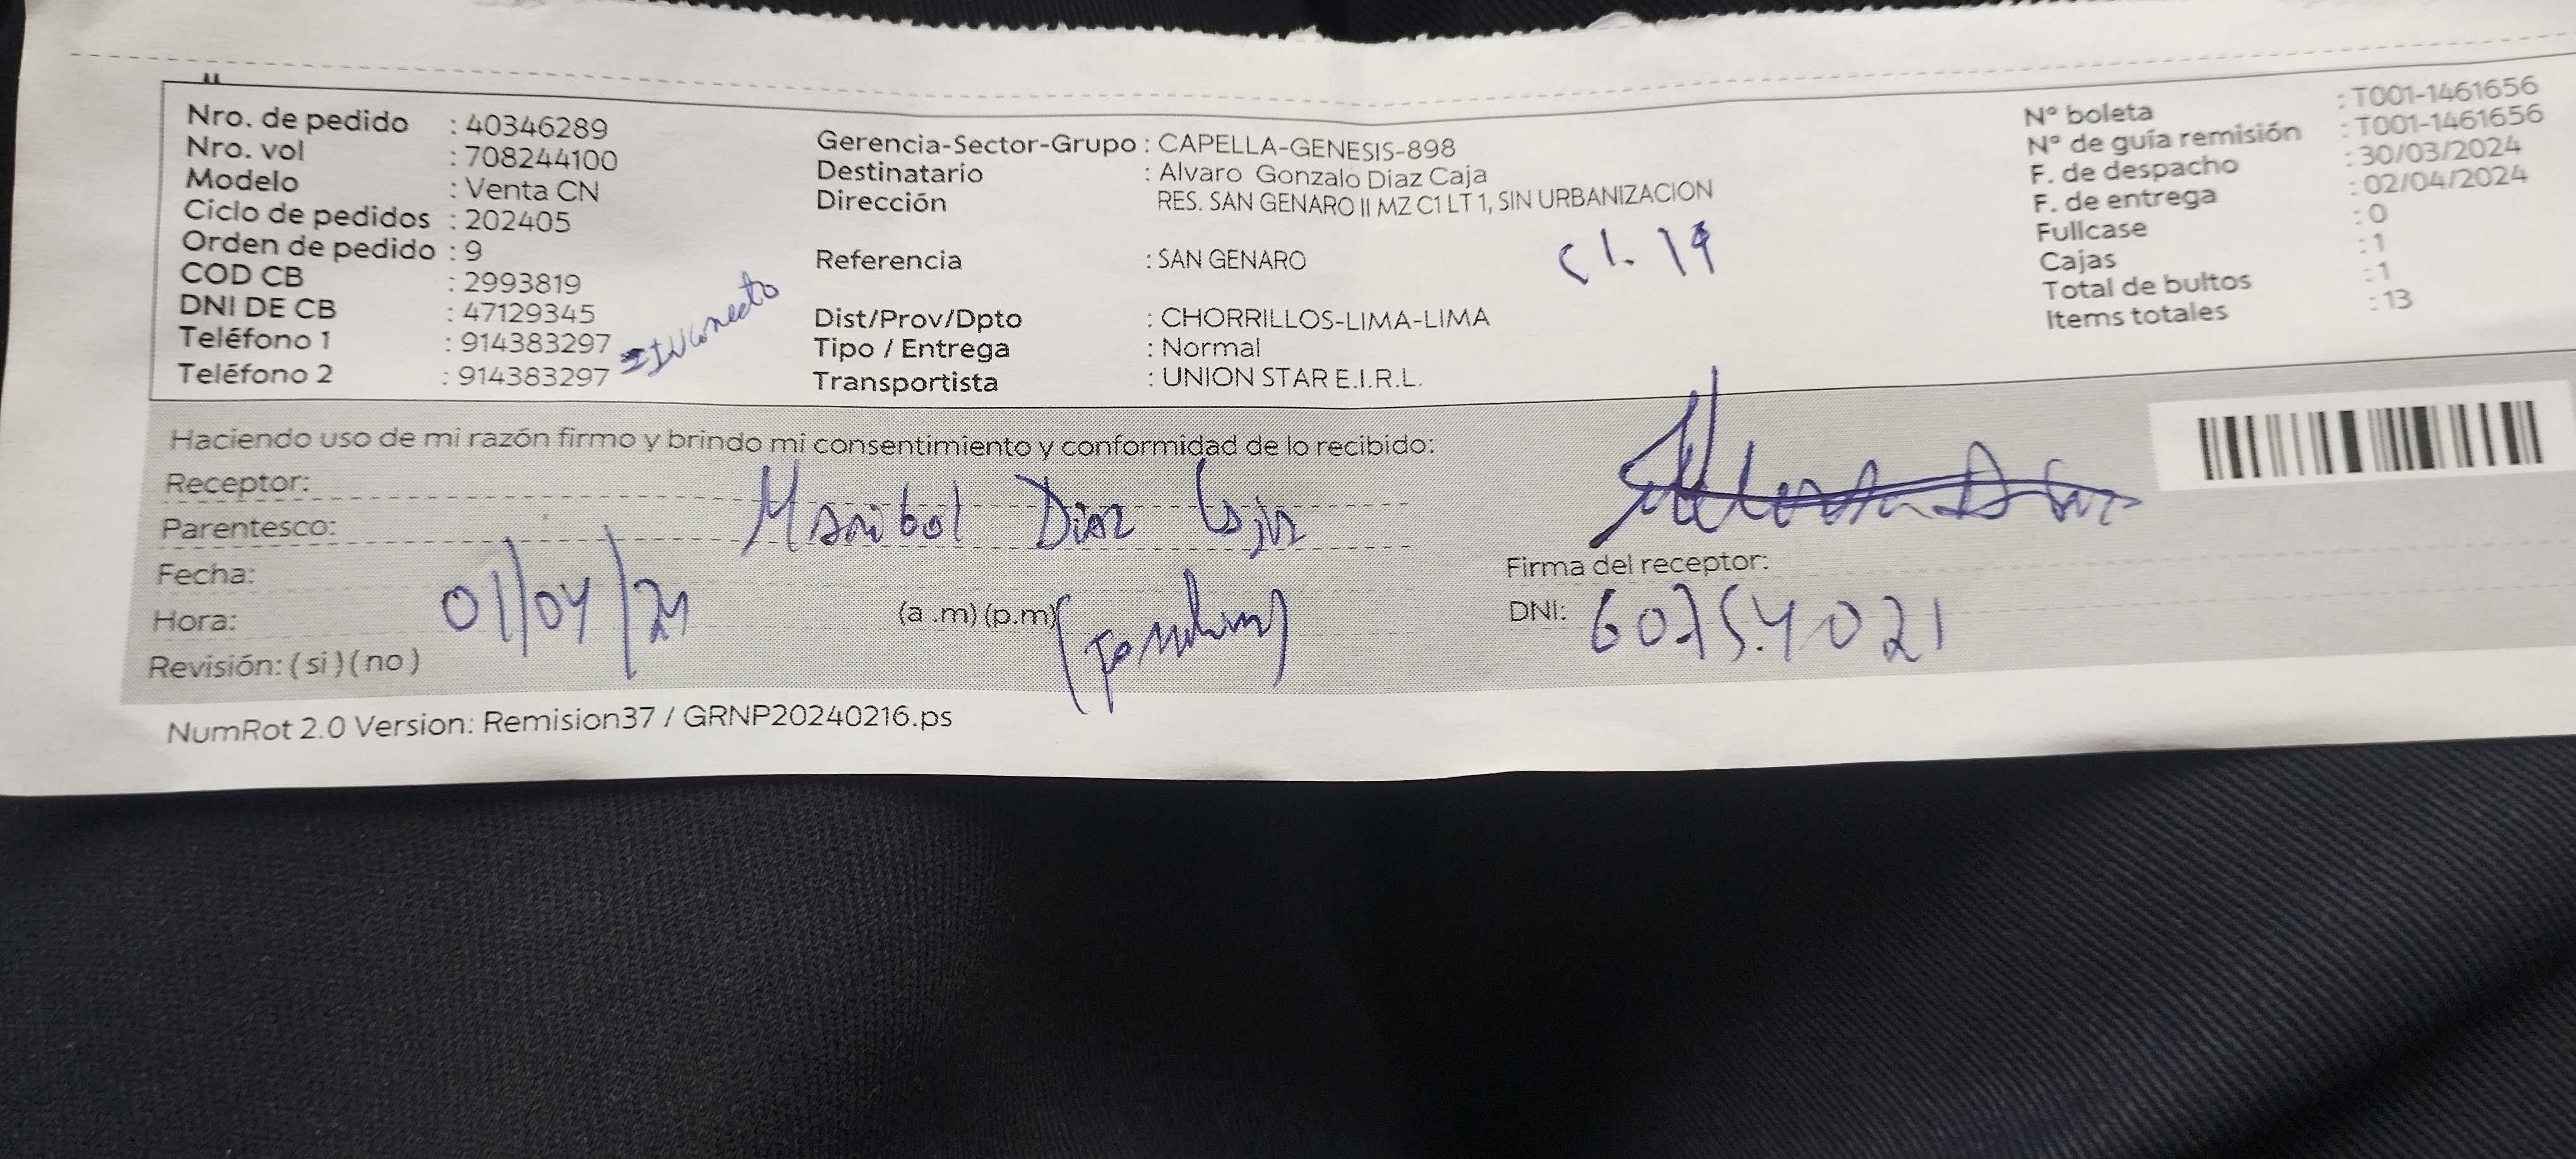 Nro. de pedido : 40346289
Nro. vol : 708244100
Modelo : Venta CN
Ciclo de pedidos : 202405
Orden de pedido : 9
COD CB : 2993819
DNI DE CB : 47129345
Teléfono 1 : 914383297
Teléfono 2 : 914383297
Gerencia-Sector-Grupo : CAPELLA-GENESIS-898
Destinatario : Alvaro Gonzalo Diaz Caja
Dirección RES. SAN GENARO II MZ C1 LT 1, SIN URBANIZACION
Referencia : SAN GENARO
Dist/Prov/Dpto : CHORRILLOS-LIMA-LIMA
Tipo / Entrega : Normal
Transportista : UNION STAR E.I.R.L.
N° boleta : T001-1461656
N° de guía remisión : T001-1461656
F. de despacho : 30/03/2024
F. de entrega : 02/04/2024
Fullcase : 0
Cajas : 1
Total de bultos : 1
Items totales : 13
Haciendo uso de mi razón firmo y brindo mi consentimiento y conformidad de lo recibido:
Receptor: Maribel Diaz Caja
Parentesco:
Fecha: 01/04/24
Hora: (a .m) (p.m)
Revisión: ( si ) ( no )
Firma del receptor:
DNI: 60754021
NumRot 2.0 Version: Remision37 / GRNP20240216.ps